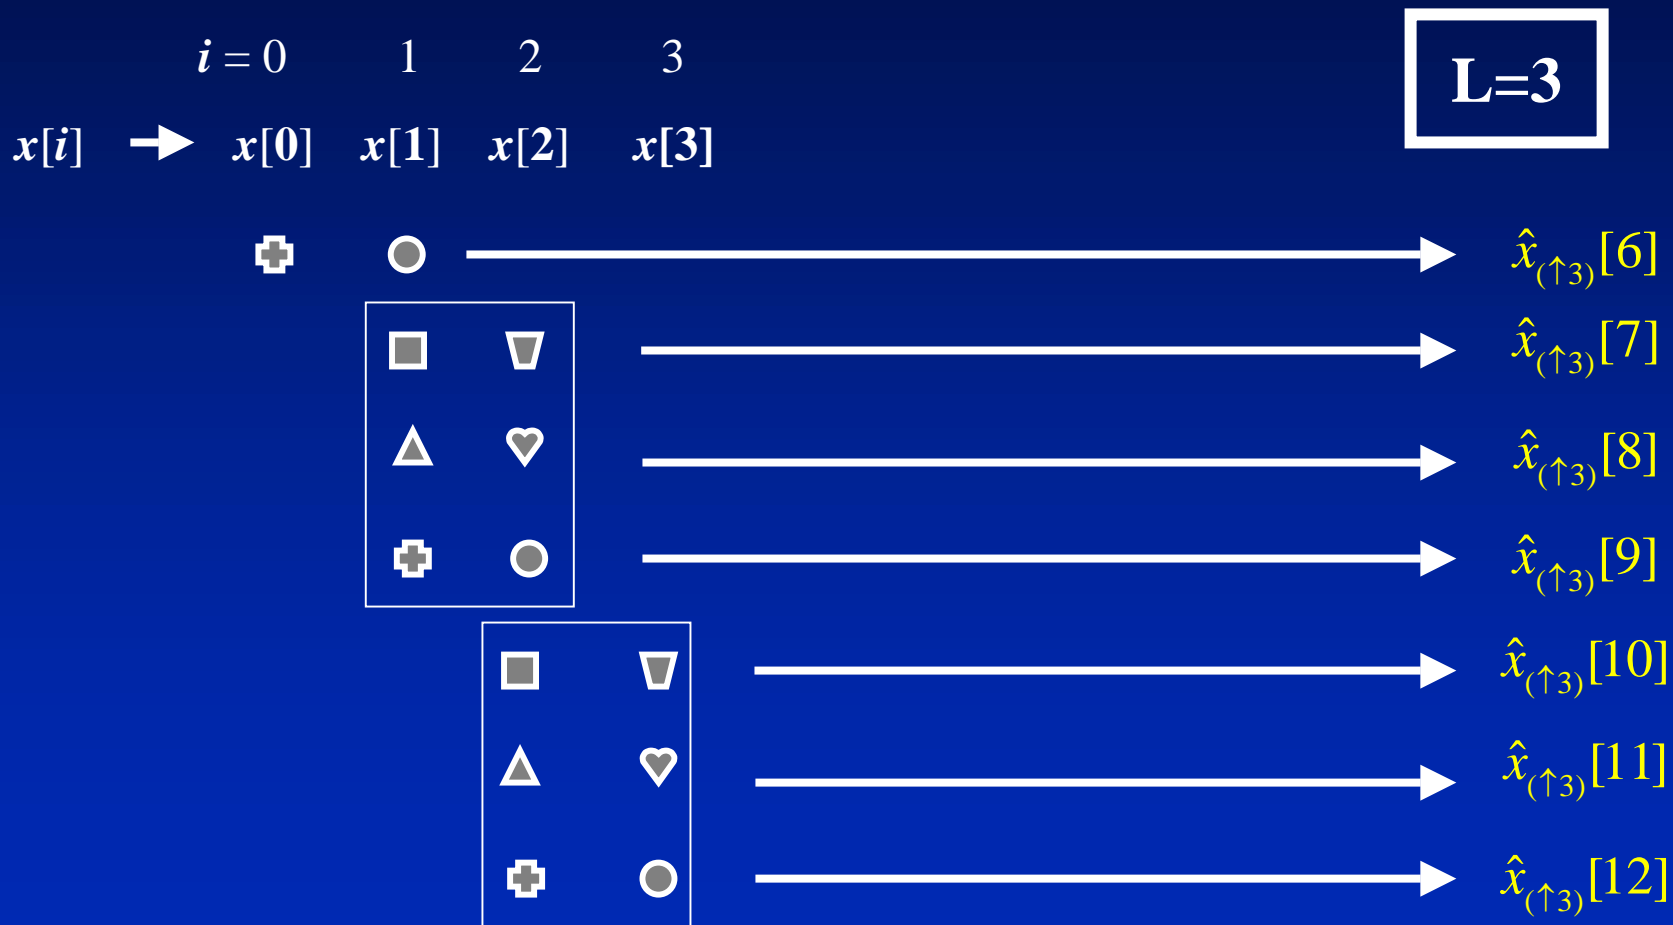 i = 0 1 2 3
L=3
x[i] x[0] x[1] x[2] x[3]
x̂(↑3)[6]
x̂(↑3)[7]
x̂(↑3)[8]
x̂(↑3)[9]
x̂(↑3)[10]
x̂(↑3)[11]
x̂(↑3)[12]